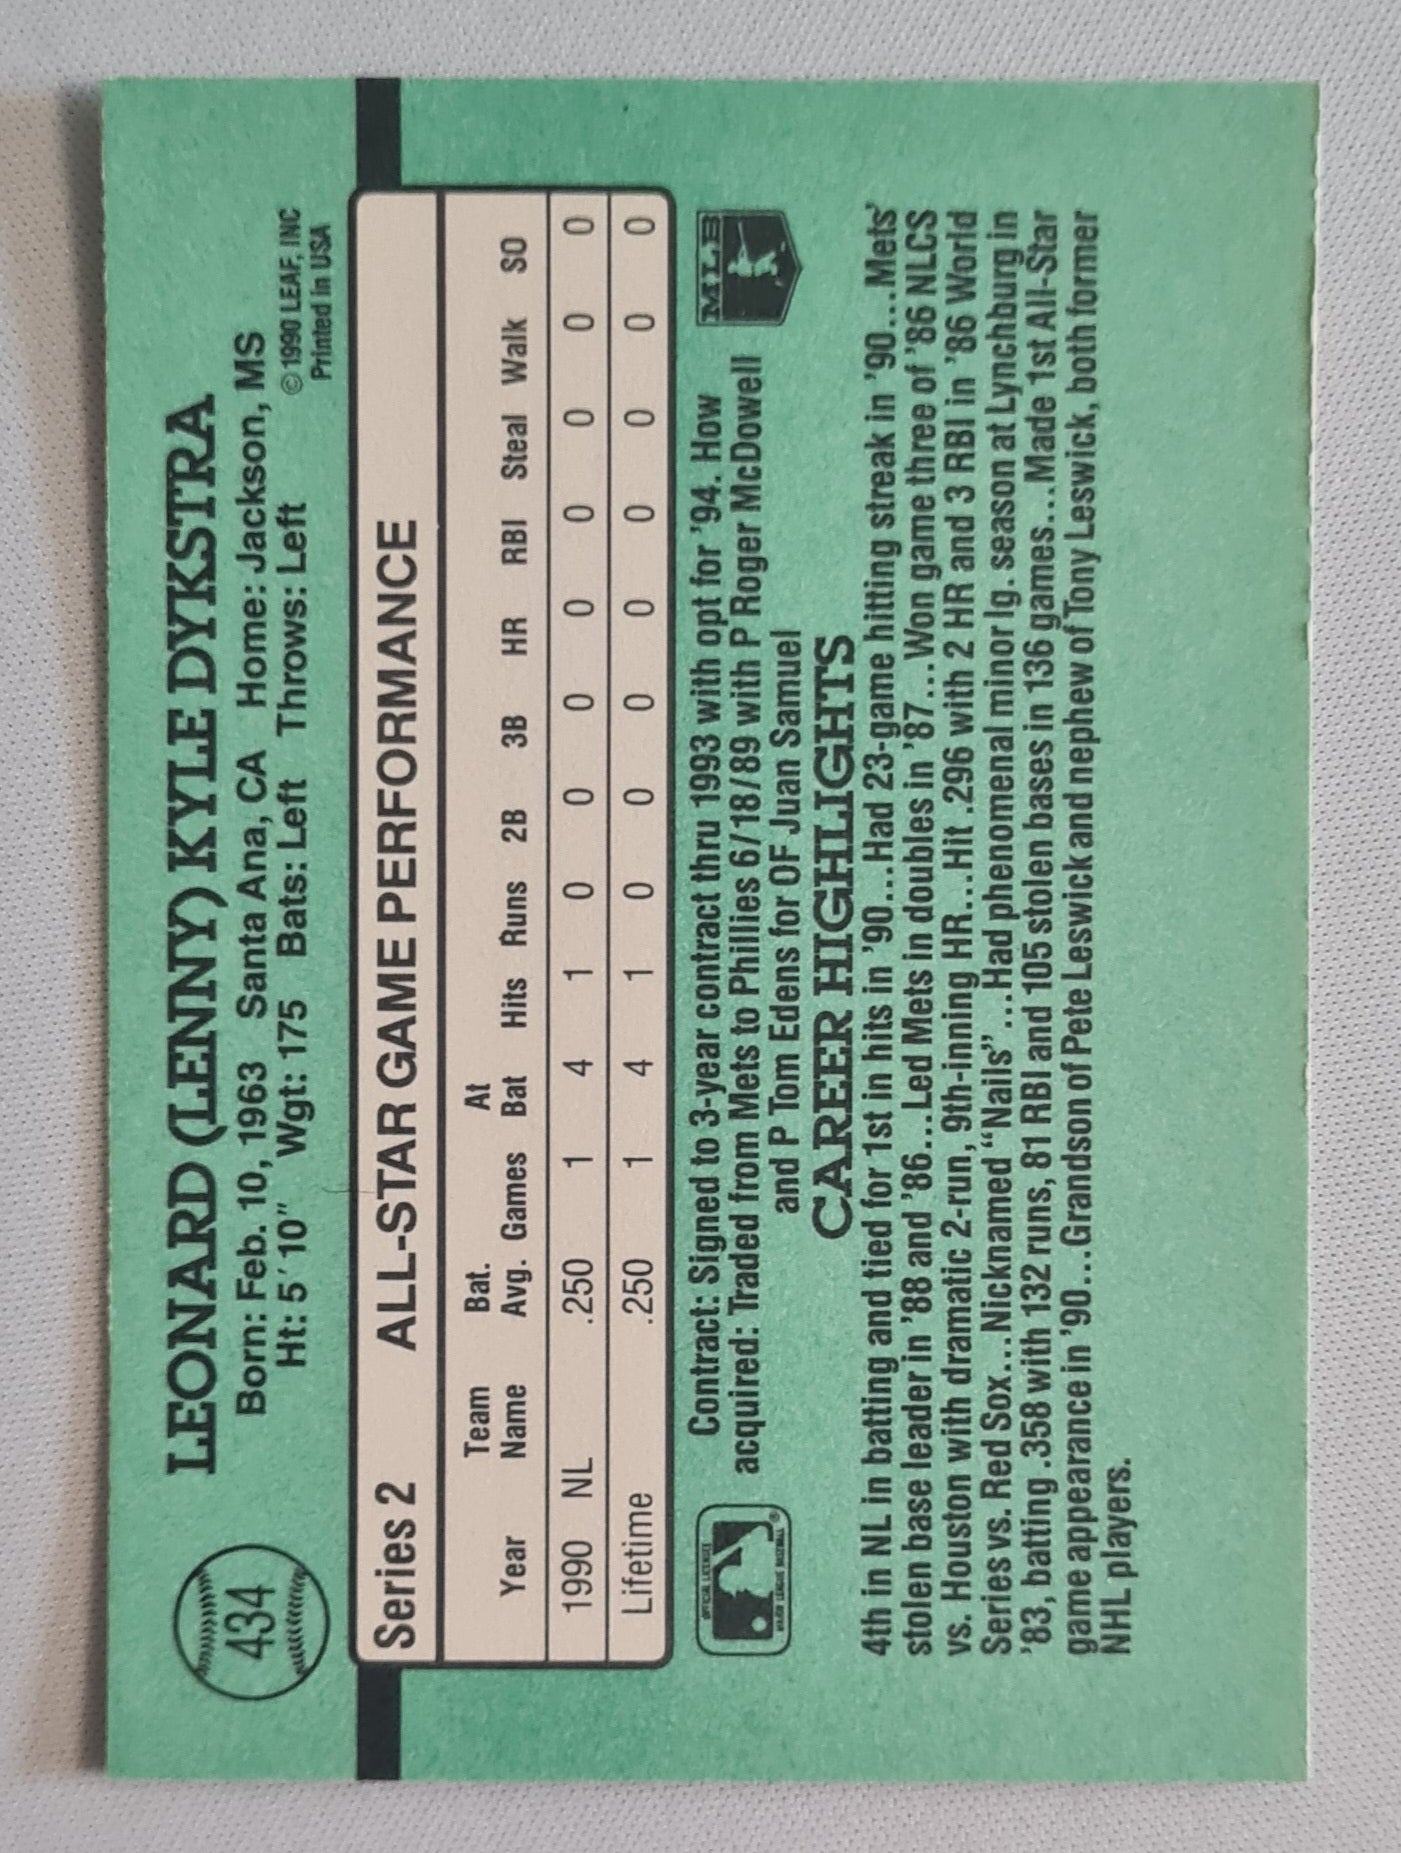 434
LEONARD (LENNY) KYLE DYKSTRA
Born: Feb. 10, 1963 Santa Ana, CA Home: Jackson, MS
Ht: 5' 10" Wgt: 175 Bats: Left Throws: Left
© 1990 LEAF, INC
Printed in USA
Series 2 ALL-STAR GAME PERFORMANCE
Year Team Name Bat. Avg. Games At Bat Hits Runs 2B 3B HR RBI Steal Walk SO
1990 NL .250 1 4 1 0 0 0 0 0 0 0 0
Lifetime .250 1 4 1 0 0 0 0 0 0 0 0
OFFICIAL LICENSEE
MAJOR LEAGUE BASEBALL
®
Contract: Signed to 3-year contract thru 1993 with opt for '94. How
acquired: Traded from Mets to Phillies 6/18/89 with P Roger McDowell
and P Tom Edens for OF Juan Samuel
MLB
CAREER HIGHLIGHTS
4th in NL in batting and tied for 1st in hits in '90...Had 23-game hitting streak in '90...Mets'
stolen base leader in '88 and '86...Led Mets in doubles in '87...Won game three of '86 NLCS
vs. Houston with dramatic 2-run, 9th-inning HR...Hit .296 with 2 HR and 3 RBI in '86 World
Series vs. Red Sox...Nicknamed "Nails"...Had phenomenal minor lg. season at Lynchburg in
'83, batting .358 with 132 runs, 81 RBI and 105 stolen bases in 136 games...Made 1st All-Star
game appearance in '90...Grandson of Pete Leswick and nephew of Tony Leswick, both former
NHL players.